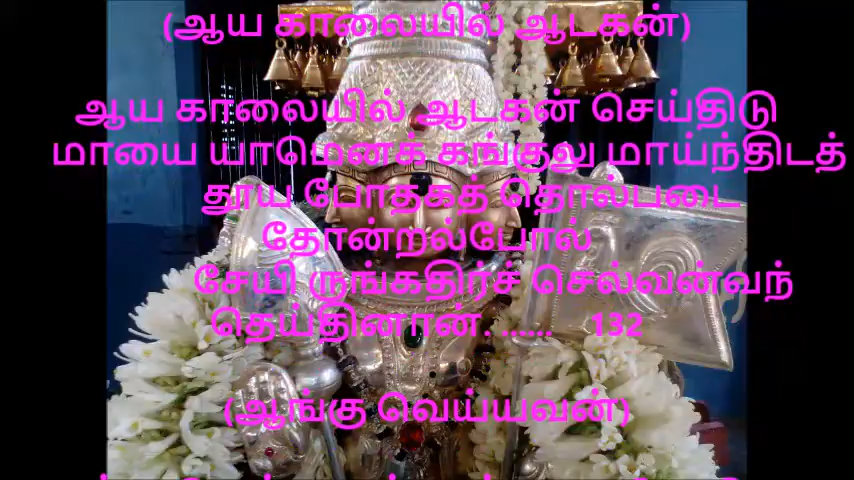 (ஆய காலையில் ஆடகன்)
ஆய காலையில் ஆடகன் செய்திடு
மாயை யாமெனக் கங்குலு மாய்ந்திடத்
தூய போதகத் தொல்படை
தோன்றல்போல்
சேயி ருங்கதிர்ச் செல்வன்வந்
தெய்தினான். ...... 132
(ஆங்கு வெய்யவன்)